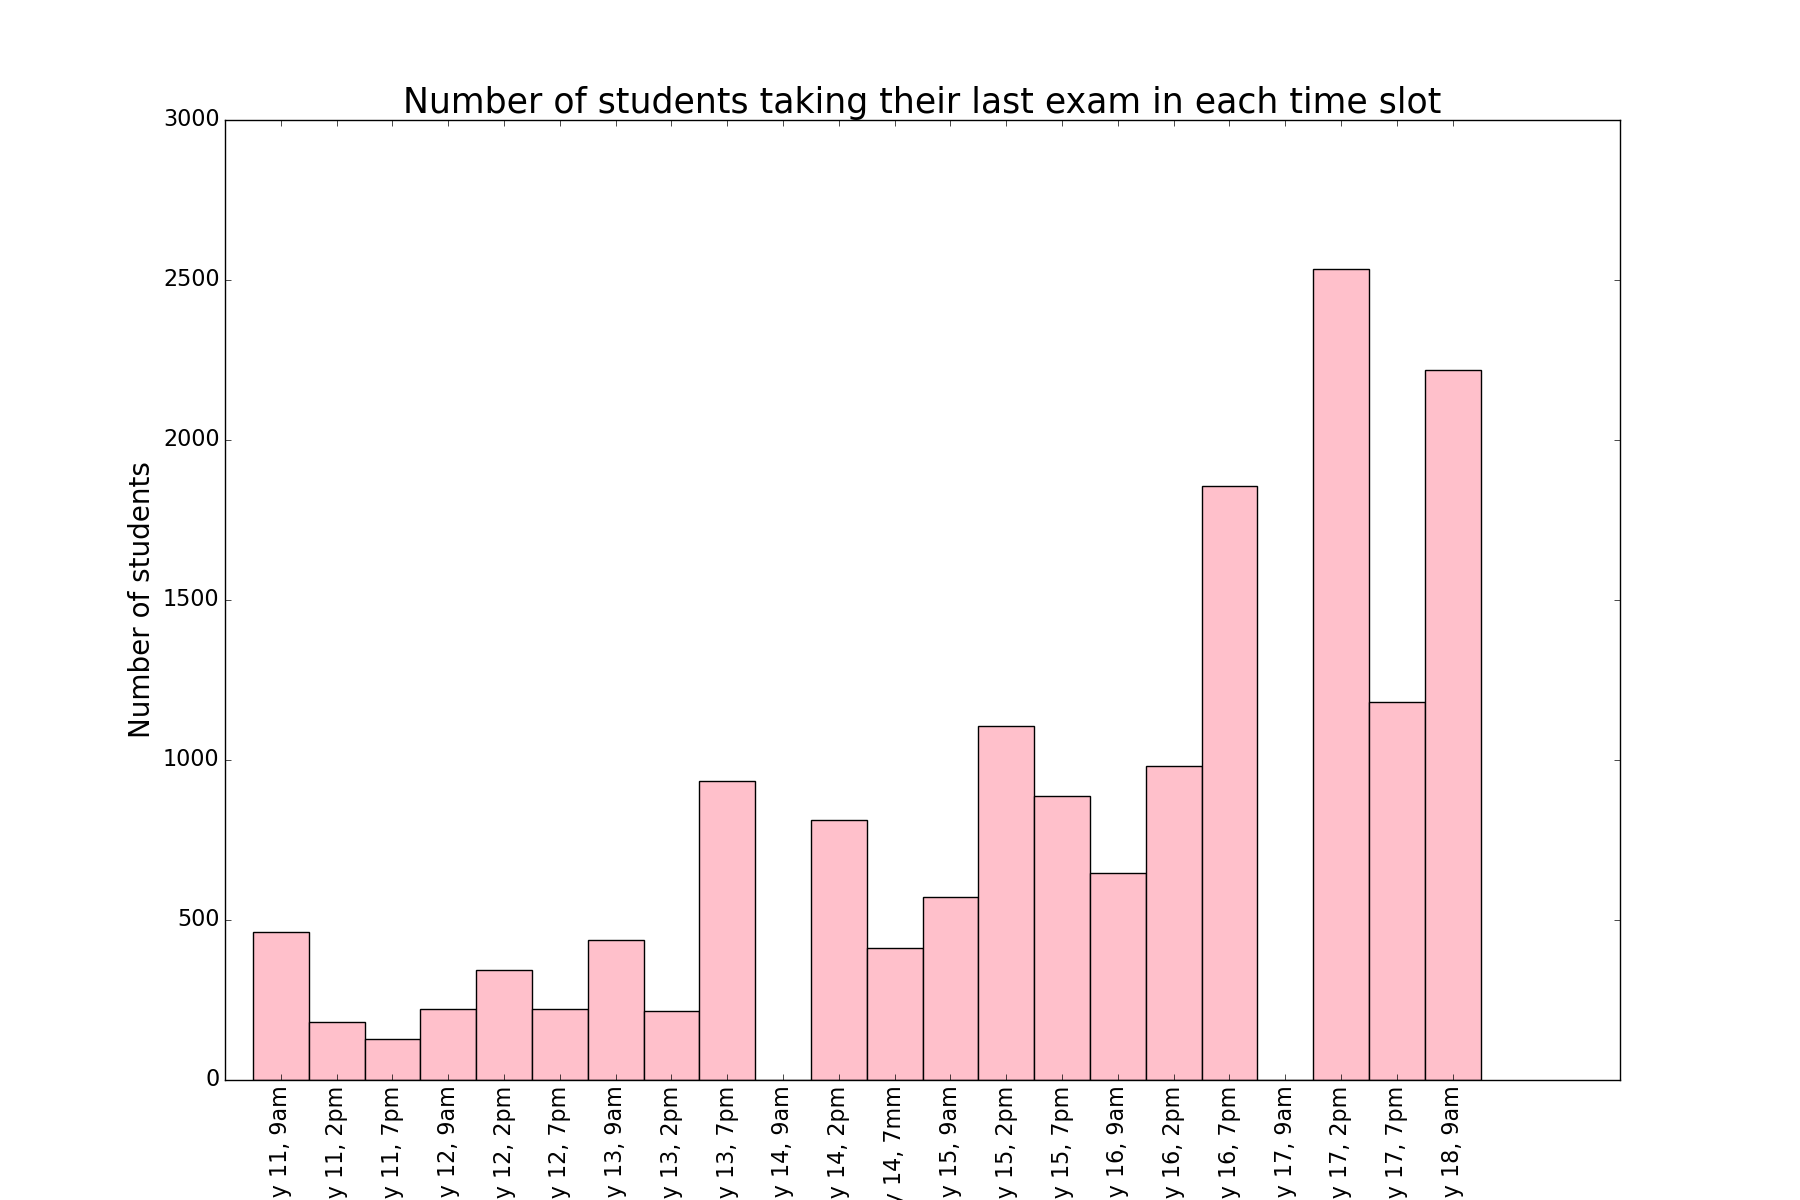 Number of students taking their last exam in each time slot
Number of students
3000
2500
2000
1500
1000
500
0
y 11, 9am
y 11, 2pm
y 11, 7pm
y 12, 9am
y 12, 2pm
y 12, 7pm
y 13, 9am
y 13, 2pm
y 13, 7pm
y 14, 9am
y 14, 2pm
y 14, 7mm
y 15, 9am
y 15, 2pm
y 15, 7pm
y 16, 9am
y 16, 2pm
y 16, 7pm
y 17, 9am
y 17, 2pm
y 17, 7pm
y 18, 9am